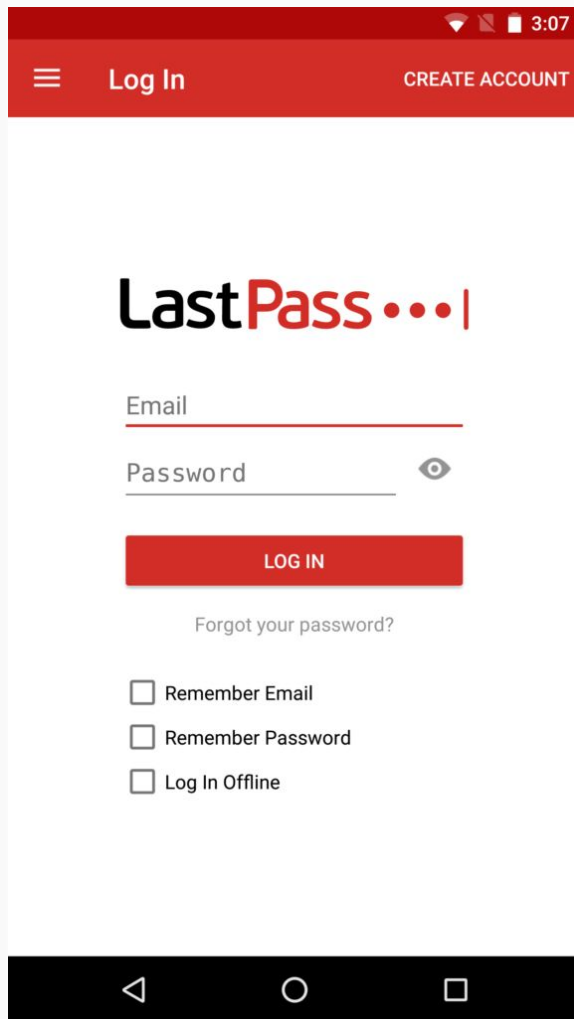 3:07
Log In CREATE ACCOUNT
LastPass...|
Email
Password
LOG IN
Forgot your password?
Remember Email
Remember Password
Log In Offline